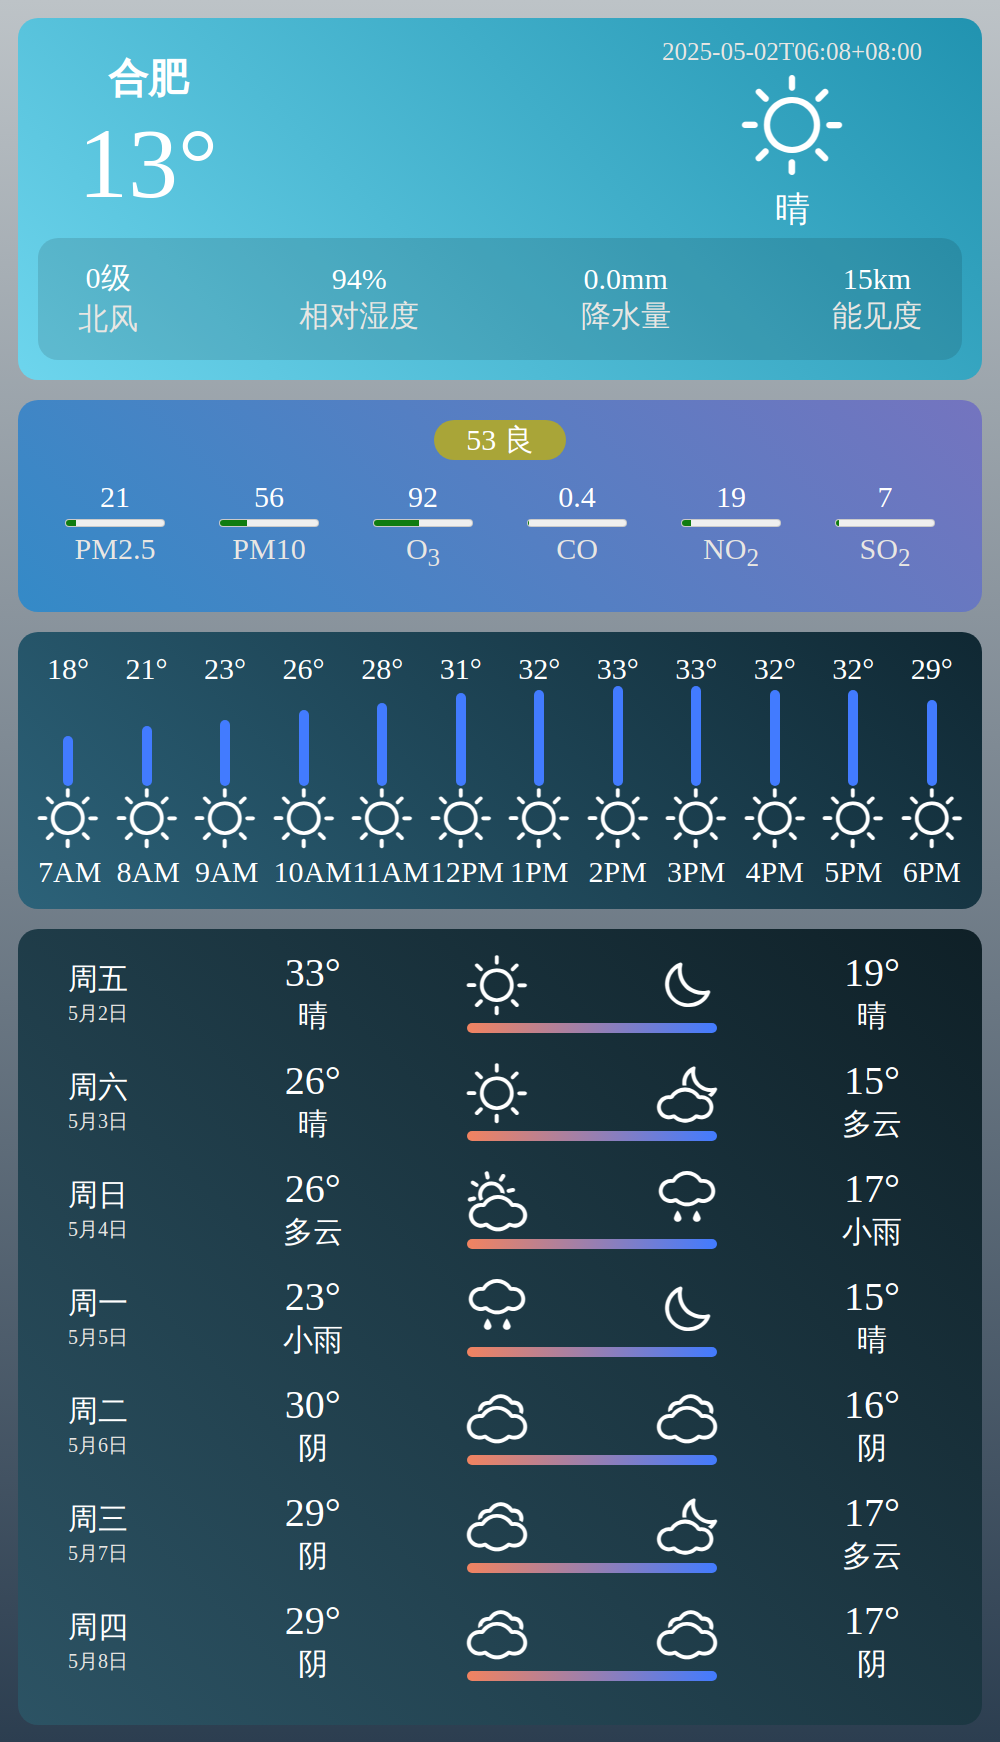 合肥
13°
2025-05-02T06:08+08:00
晴
0级 94% 0.0mm 15km
北风 相对湿度 降水量 能见度
53 良
21 56 92 0.4 19 7
PM2.5 PM10 O3 CO NO2 SO2
18° 21° 23° 26° 28° 31° 32° 33° 33° 32° 32° 29°
7AM 8AM 9AM 10AM 11AM 12PM 1PM 2PM 3PM 4PM 5PM 6PM
周五 33° 19°
5月2日 晴 晴
周六 26° 15°
5月3日 晴 多云
周日 26° 17°
5月4日 多云 小雨
周一 23° 15°
5月5日 小雨 晴
周二 30° 16°
5月6日 阴 阴
周三 29° 17°
5月7日 阴 多云
周四 29° 17°
5月8日 阴 阴